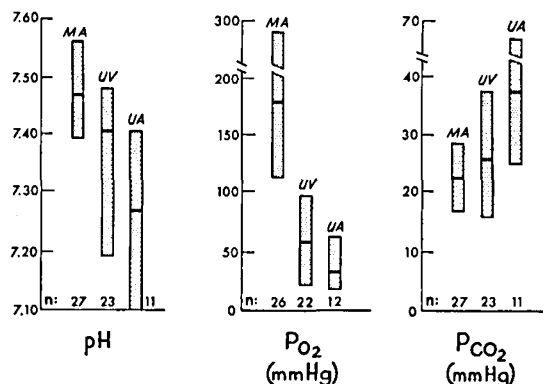 7.60
7.50
7.40
7.30
7.20
7.10
MA
UV
UA
n: 27 23 11
pH
300
200
150
100
50
0
MA
UV
UA
n: 26 22 12
PO2
(mmHg)
70
40
30
20
10
0
MA
UV
UA
n: 27 23 11
PCO2
(mmHg)